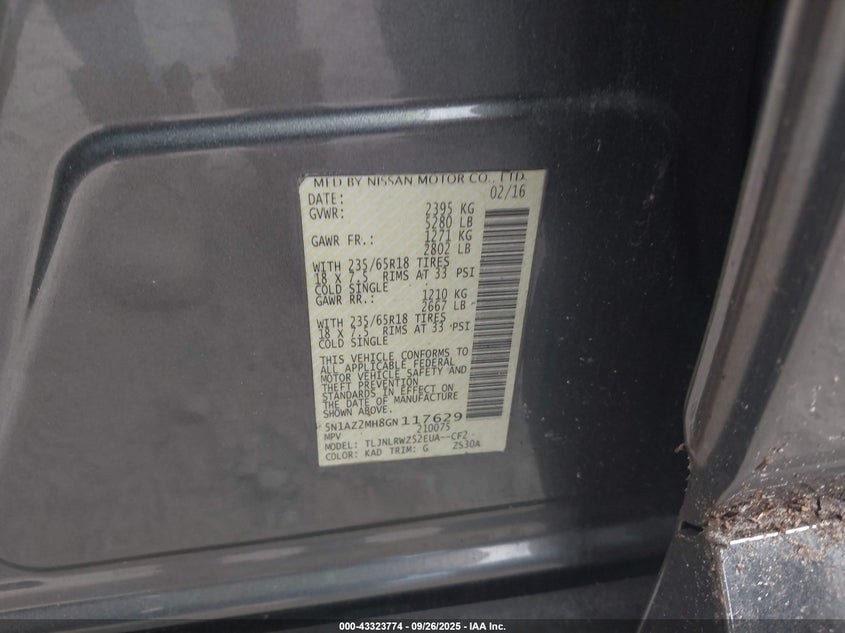 MFD BY NISSAN MOTOR CO., LTD.
DATE: 02/16
GVWR: 2395 KG
5280 LB
GAWR FR.: 1271 KG
2802 LB
WITH 235/65R18 TIRES
18 X 7.5 RIMS AT 33 PSI
COLD SINGLE
GAWR RR.: 1210 KG
2667 LB
WITH 235/65R18 TIRES
18 X 7.5 RIMS AT 33 PSI
COLD SINGLE
THIS VEHICLE CONFORMS TO
ALL APPLICABLE FEDERAL
MOTOR VEHICLE SAFETY AND
THEFT PREVENTION
STANDARDS IN EFFECT ON
THE DATE OF MANUFACTURE
SHOWN ABOVE.
5N1AZ2MH8GN117629
MPV 210075
MODEL: TLJNLRWZS2EUA--CF2
COLOR: KAD TRIM: G ZS30A
000-43323774 - 09/26/2025 - IAA Inc.